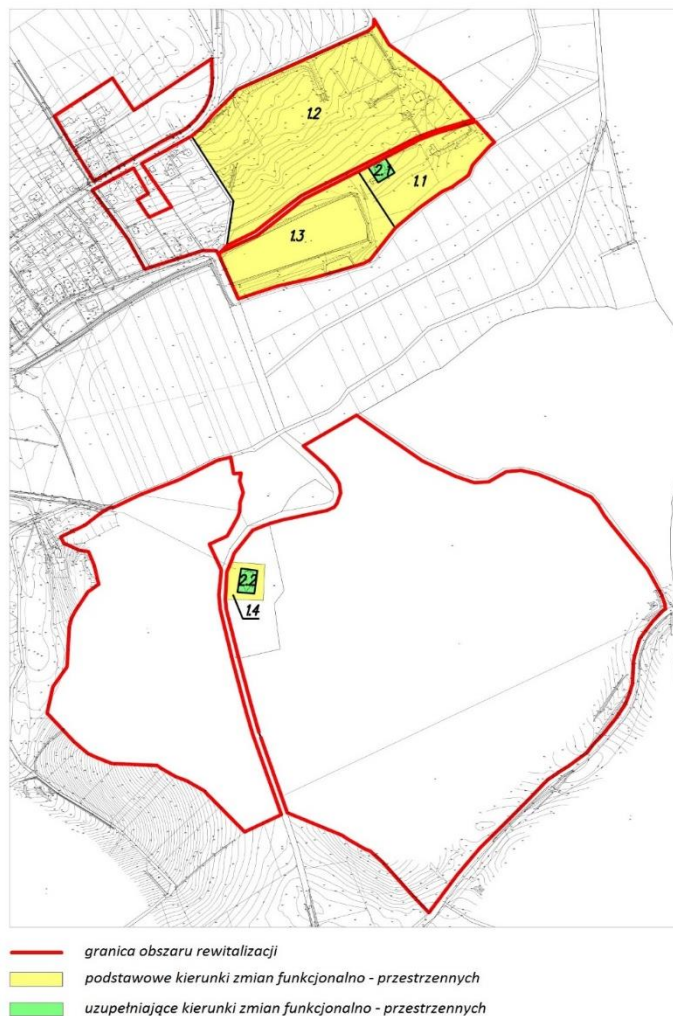 1.2
2.1
1.1
1.3
2.2
1.4
granica obszaru rewitalizacji
podstawowe kierunki zmian funkcjonalno - przestrzennych
uzupełniające kierunki zmian funkcjonalno - przestrzennych